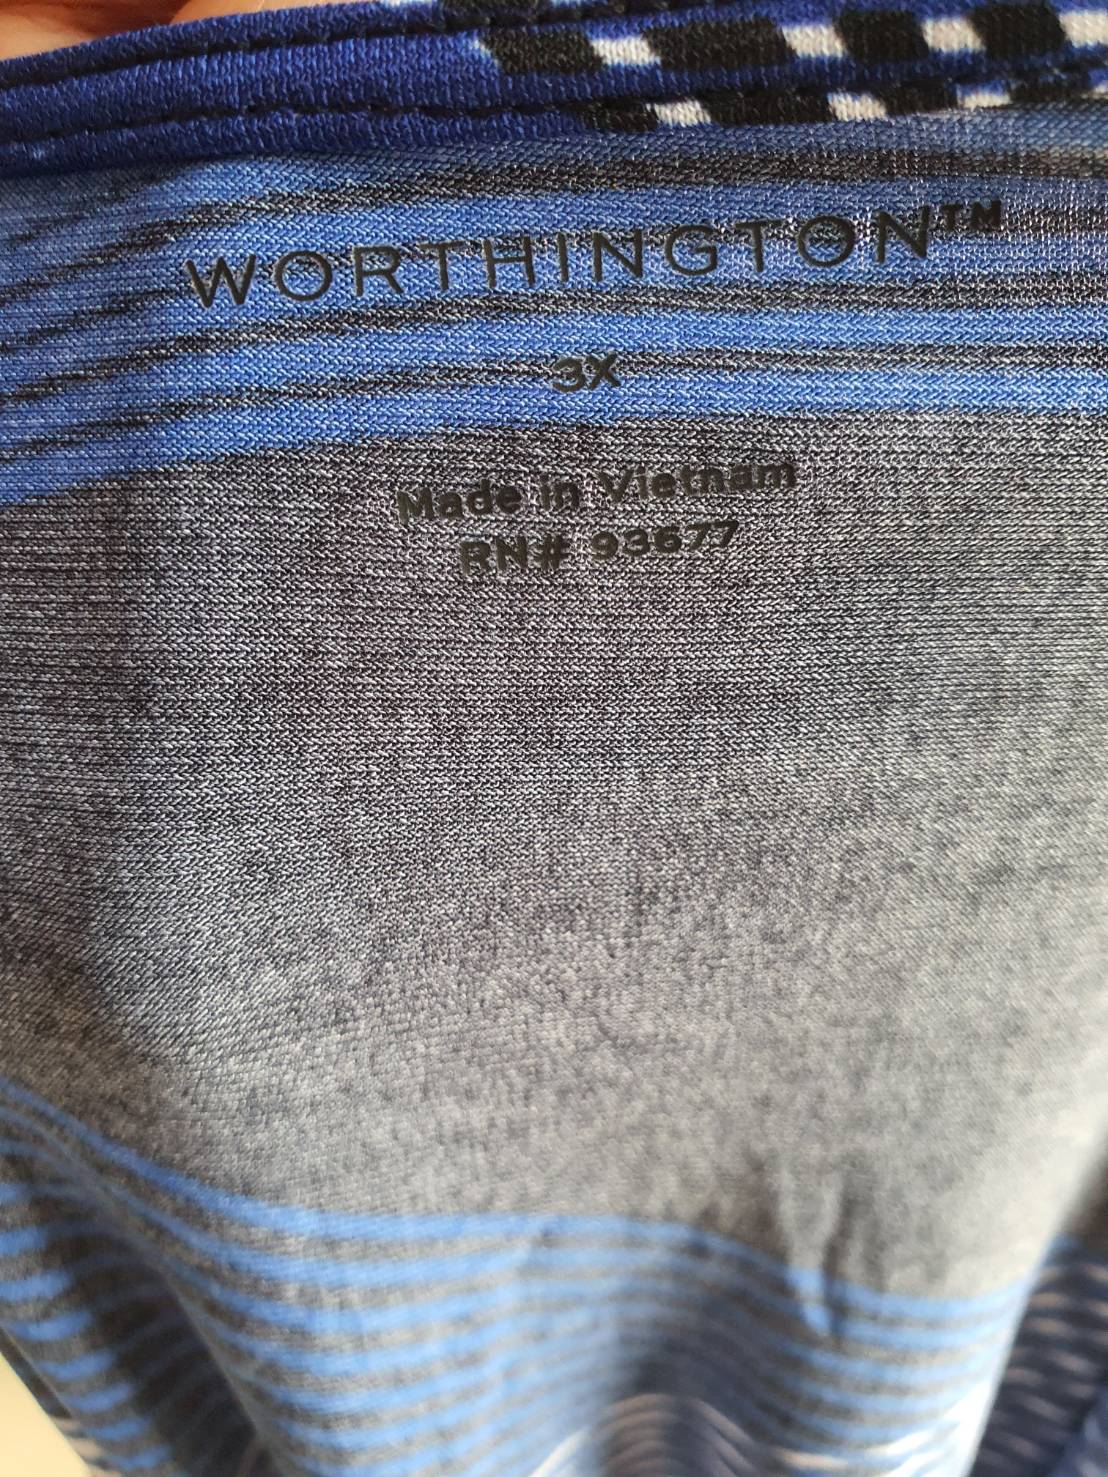 WORTHINGTON™
3X
Made in Vietnam
RN# 93677